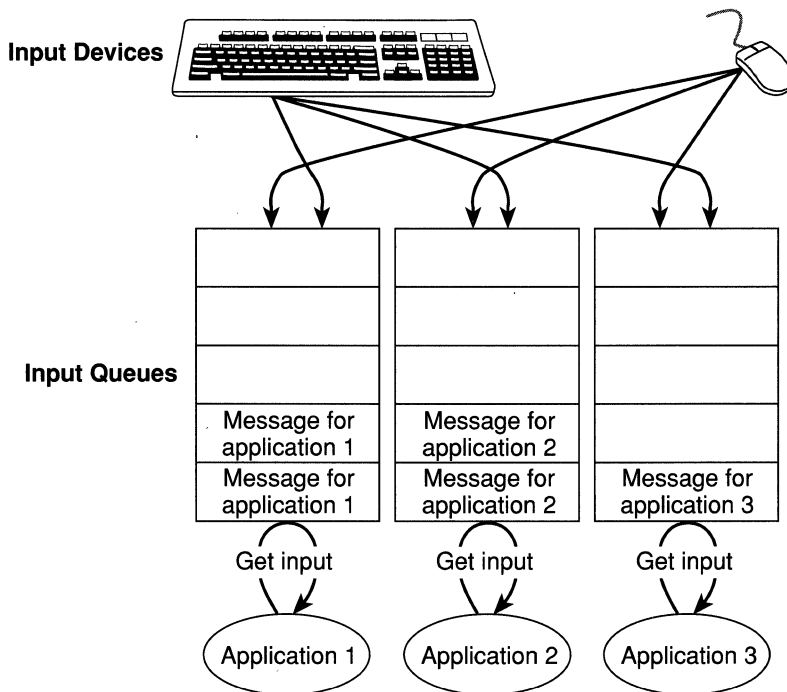 Input Devices
Input Queues
Message for
application 1
Message for
application 2
Message for
application 1
Message for
application 2
Message for
application 3
Get input
Get input
Get input
Application 1
Application 2
Application 3